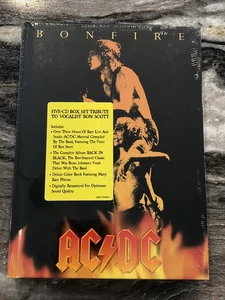 BONFIRE
FIVE-CD BOX SET TRIBUTE
TO VOCALIST BON SCOTT
Includes:
• Over Three Hours Of Rare Live And
Studio AC/DC Material Compiled
By The Band, Featuring The Voice
Of Bon Scott
• The Complete Album BACK IN
BLACK, The Bon-Inspired Classic
That Was Brian Johnson's Vocal
Debut With The Band
• Deluxe Color Book Featuring Many
Rare Photos
• Digitally Remastered For Optimum
Sound Quality
AC/DC